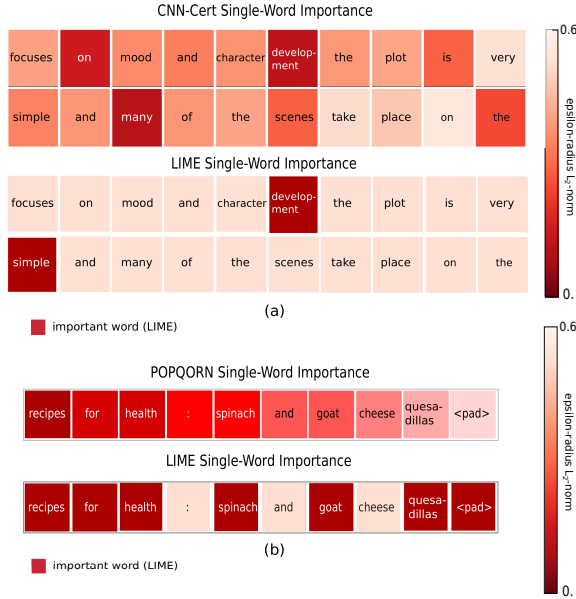 CNN-Cert Single-Word Importance
focuses on mood and character develop-
ment the plot is very
simple and many of the scenes take place on the
LIME Single-Word Importance
focuses on mood and character develop-
ment the plot is very
simple and many of the scenes take place on the
(a)
important word (LIME)
0.6
epsilon-radius L₂-norm
0.
POPQORN Single-Word Importance
recipes for health : spinach and goat cheese quesa-
dillas <pad>
LIME Single-Word Importance
recipes for health : spinach and goat cheese quesa-
dillas <pad>
(b)
important word (LIME)
0.6
epsilon-radius L₂-norm
0.